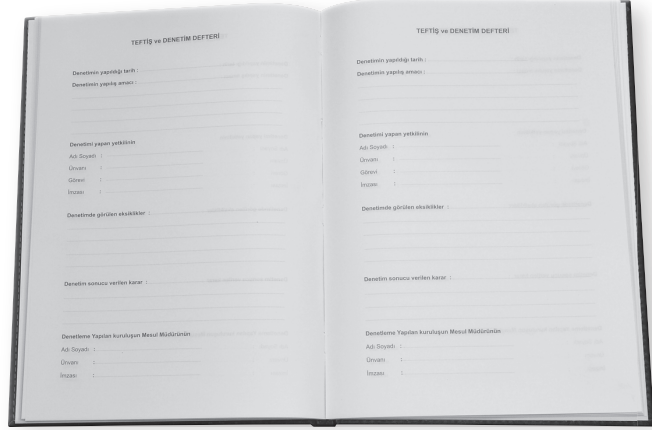 TEFTİŞ ve DENETİM DEFTERİ
Denetimin yapıldığı tarih :
Denetimin yapılış amacı :
Denetimi yapan yetkilinin
Adı Soyadı :
Ünvanı :
Görevi :
İmzası :
Denetimde görülen eksiklikler :
Denetim sonucu verilen karar :
Denetleme Yapılan kuruluşun Mesul Müdürünün
Adı Soyadı :
Ünvanı :
İmzası :
TEFTİŞ ve DENETİM DEFTERİ
Denetimin yapıldığı tarih :
Denetimin yapılış amacı :
Denetimi yapan yetkilinin
Adı Soyadı :
Ünvanı :
Görevi :
İmzası :
Denetimde görülen eksiklikler :
Denetim sonucu verilen karar :
Denetleme Yapılan kuruluşun Mesul Müdürünün
Adı Soyadı :
Ünvanı :
İmzası :